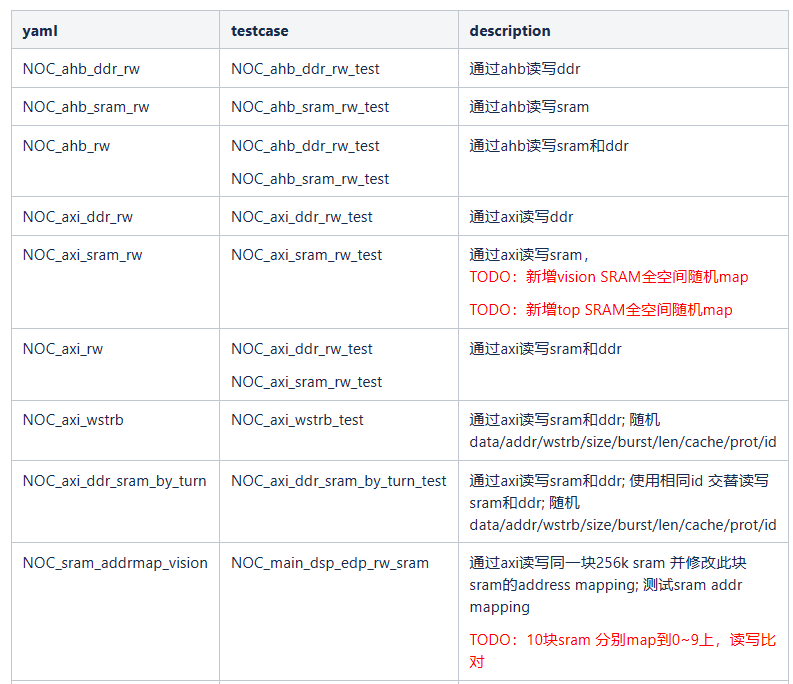 yaml testcase description
NOC_ahb_ddr_rw NOC_ahb_ddr_rw_test 通过ahb读写ddr
NOC_ahb_sram_rw NOC_ahb_sram_rw_test 通过ahb读写sram
NOC_ahb_rw NOC_ahb_ddr_rw_test 通过ahb读写sram和ddr
NOC_ahb_sram_rw_test
NOC_axi_ddr_rw NOC_axi_ddr_rw_test 通过axi读写ddr
NOC_axi_sram_rw NOC_axi_sram_rw_test 通过axi读写sram，
TODO：新增vision SRAM全空间随机map
TODO：新增top SRAM全空间随机map
NOC_axi_rw NOC_axi_ddr_rw_test 通过axi读写sram和ddr
NOC_axi_sram_rw_test
NOC_axi_wstrb NOC_axi_wstrb_test 通过axi读写sram和ddr; 随机
data/addr/wstrb/size/burst/len/cache/prot/id
NOC_axi_ddr_sram_by_turn NOC_axi_ddr_sram_by_turn_test 通过axi读写sram和ddr; 使用相同id 交替读写
sram和ddr; 随机
data/addr/wstrb/size/burst/len/cache/prot/id
NOC_sram_addrmap_vision NOC_main_dsp_edp_rw_sram 通过axi读写同一块256k sram 并修改此块
sram的address mapping; 测试sram addr
mapping
TODO：10块sram 分别map到0~9上，读写比
对